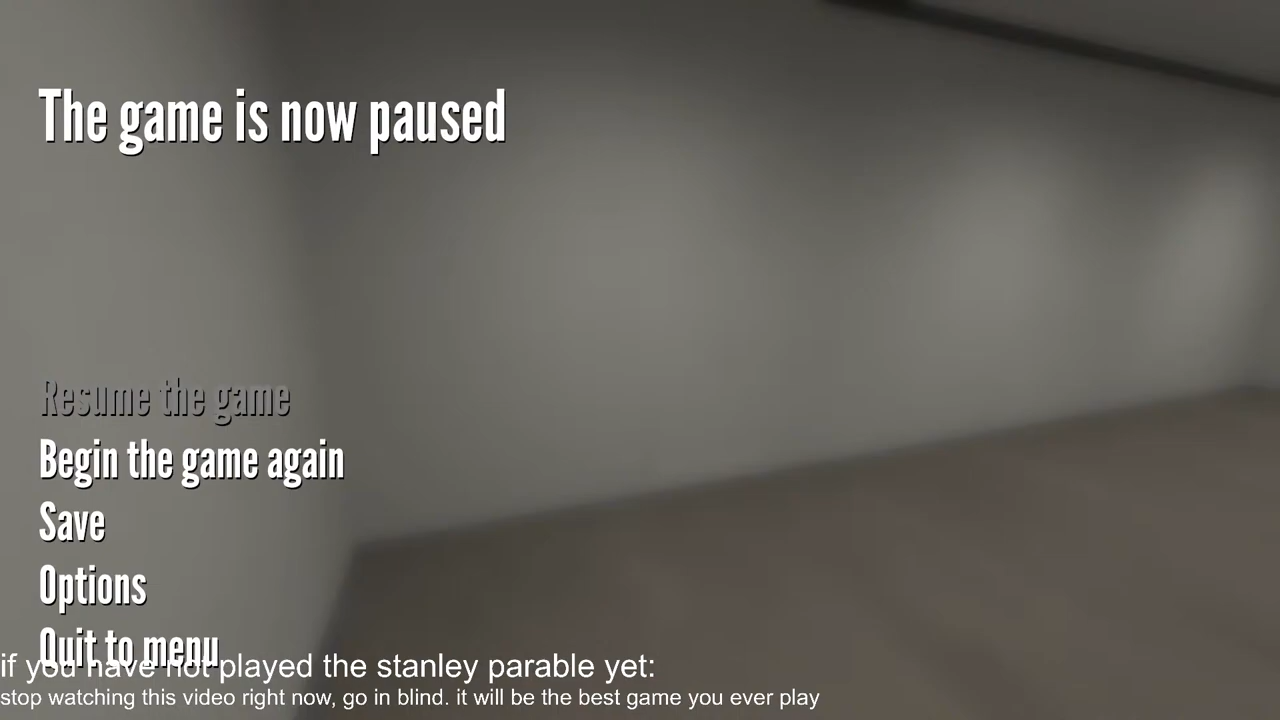 The game is now paused
Resume the game
Begin the game again
Save
Options
Quit to menu
if you have not played the stanley parable yet:
stop watching this video right now, go in blind. it will be the best game you ever play